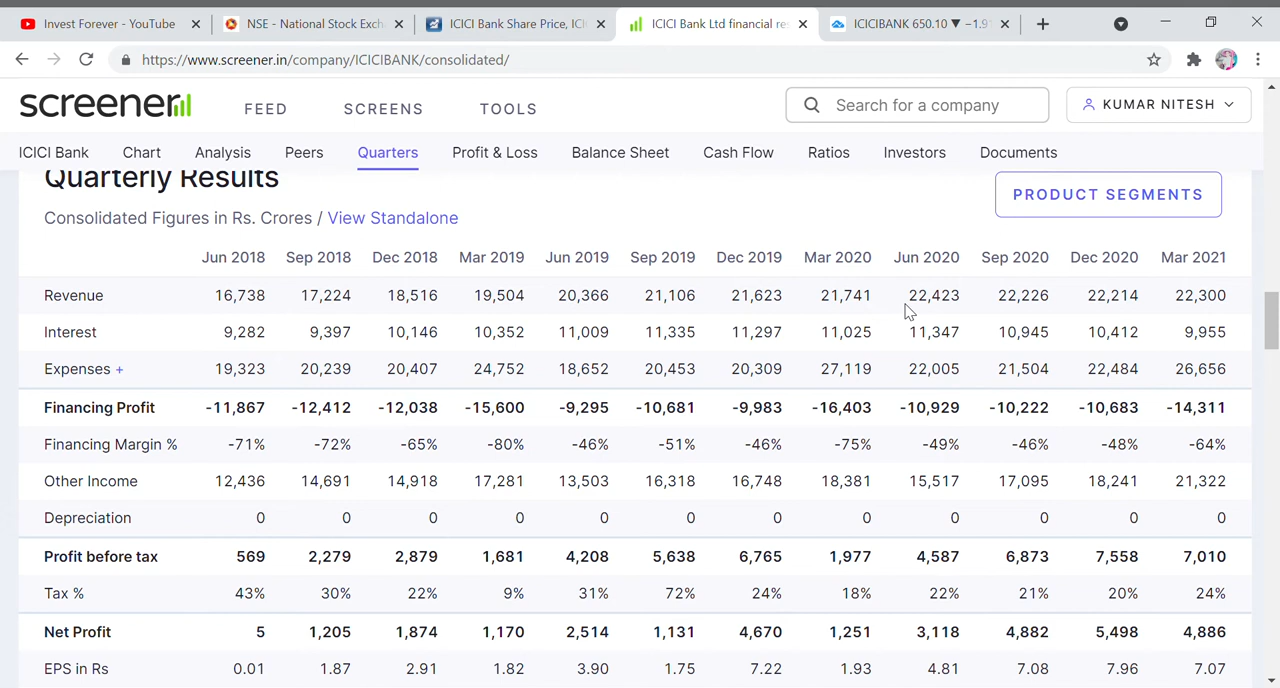 Invest Forever - YouTube NSE - National Stock Exch ICICI Bank Share Price, ICI ICICI Bank Ltd financial re ICICIBANK 650.10 ▼ −1.9
https://www.screener.in/company/ICICIBANK/consolidated/
screener FEED SCREENS TOOLS Search for a company KUMAR NITESH
ICICI Bank Chart Analysis Peers Quarters Profit & Loss Balance Sheet Cash Flow Ratios Investors Documents
Quarterly Results
PRODUCT SEGMENTS
Consolidated Figures in Rs. Crores / View Standalone
Jun 2018 Sep 2018 Dec 2018 Mar 2019 Jun 2019 Sep 2019 Dec 2019 Mar 2020 Jun 2020 Sep 2020 Dec 2020 Mar 2021
Revenue 16,738 17,224 18,516 19,504 20,366 21,106 21,623 21,741 22,423 22,226 22,214 22,300
Interest 9,282 9,397 10,146 10,352 11,009 11,335 11,297 11,025 11,347 10,945 10,412 9,955
Expenses + 19,323 20,239 20,407 24,752 18,652 20,453 20,309 27,119 22,005 21,504 22,484 26,656
Financing Profit -11,867 -12,412 -12,038 -15,600 -9,295 -10,681 -9,983 -16,403 -10,929 -10,222 -10,683 -14,311
Financing Margin % -71% -72% -65% -80% -46% -51% -46% -75% -49% -46% -48% -64%
Other Income 12,436 14,691 14,918 17,281 13,503 16,318 16,748 18,381 15,517 17,095 18,241 21,322
Depreciation 0 0 0 0 0 0 0 0 0 0 0 0
Profit before tax 569 2,279 2,879 1,681 4,208 5,638 6,765 1,977 4,587 6,873 7,558 7,010
Tax % 43% 30% 22% 9% 31% 72% 24% 18% 22% 21% 20% 24%
Net Profit 5 1,205 1,874 1,170 2,514 1,131 4,670 1,251 3,118 4,882 5,498 4,886
EPS in Rs 0.01 1.87 2.91 1.82 3.90 1.75 7.22 1.93 4.81 7.08 7.96 7.07